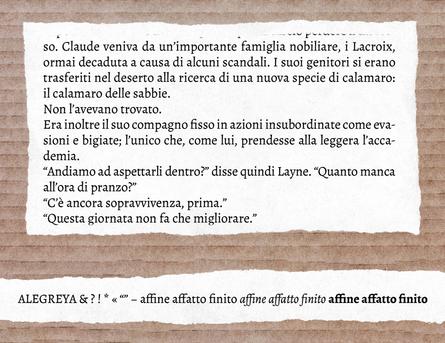 so. Claude veniva da un’importante famiglia nobiliare, i Lacroix,
ormai decaduta a causa di alcuni scandali. I suoi genitori si erano
trasferiti nel deserto alla ricerca di una nuova specie di calamaro:
il calamaro delle sabbie.
Non l’avevano trovato.
Era inoltre il suo compagno fisso in azioni insubordinate come eva-
sioni e bigiate; l’unico che, come lui, prendesse alla leggera l’acca-
demia.
“Andiamo ad aspettarli dentro?” disse quindi Layne. “Quanto manca
all’ora di pranzo?”
“C’è ancora sopravvivenza, prima.”
“Questa giornata non fa che migliorare.”
ALEGREYA & ? ! * « “” – affine affatto finito affine affatto finito affine affatto finito